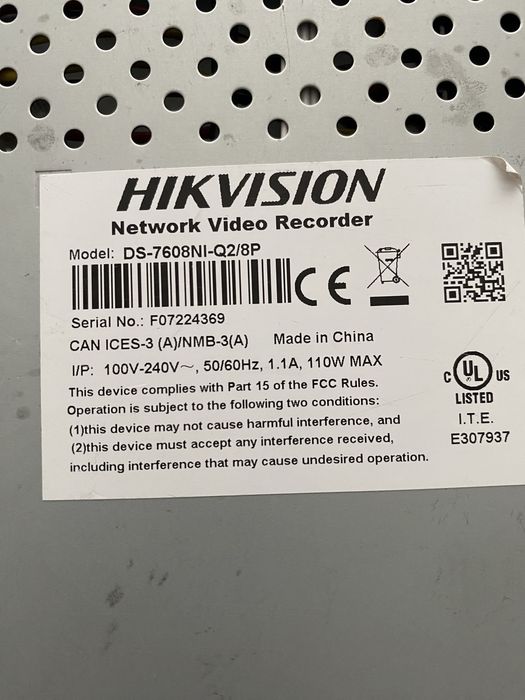 HIKVISION
Network Video Recorder
Model: DS-7608NI-Q2/8P
CE
Serial No.: F07224369
CAN ICES-3 (A)/NMB-3(A) Made in China
I/P: 100V-240V～, 50/60Hz, 1.1A, 110W MAX
This device complies with Part 15 of the FCC Rules.
Operation is subject to the following two conditions:
(1)this device may not cause harmful interference, and
(2)this device must accept any interference received,
including interference that may cause undesired operation.
C UL US
LISTED
I.T.E.
E307937